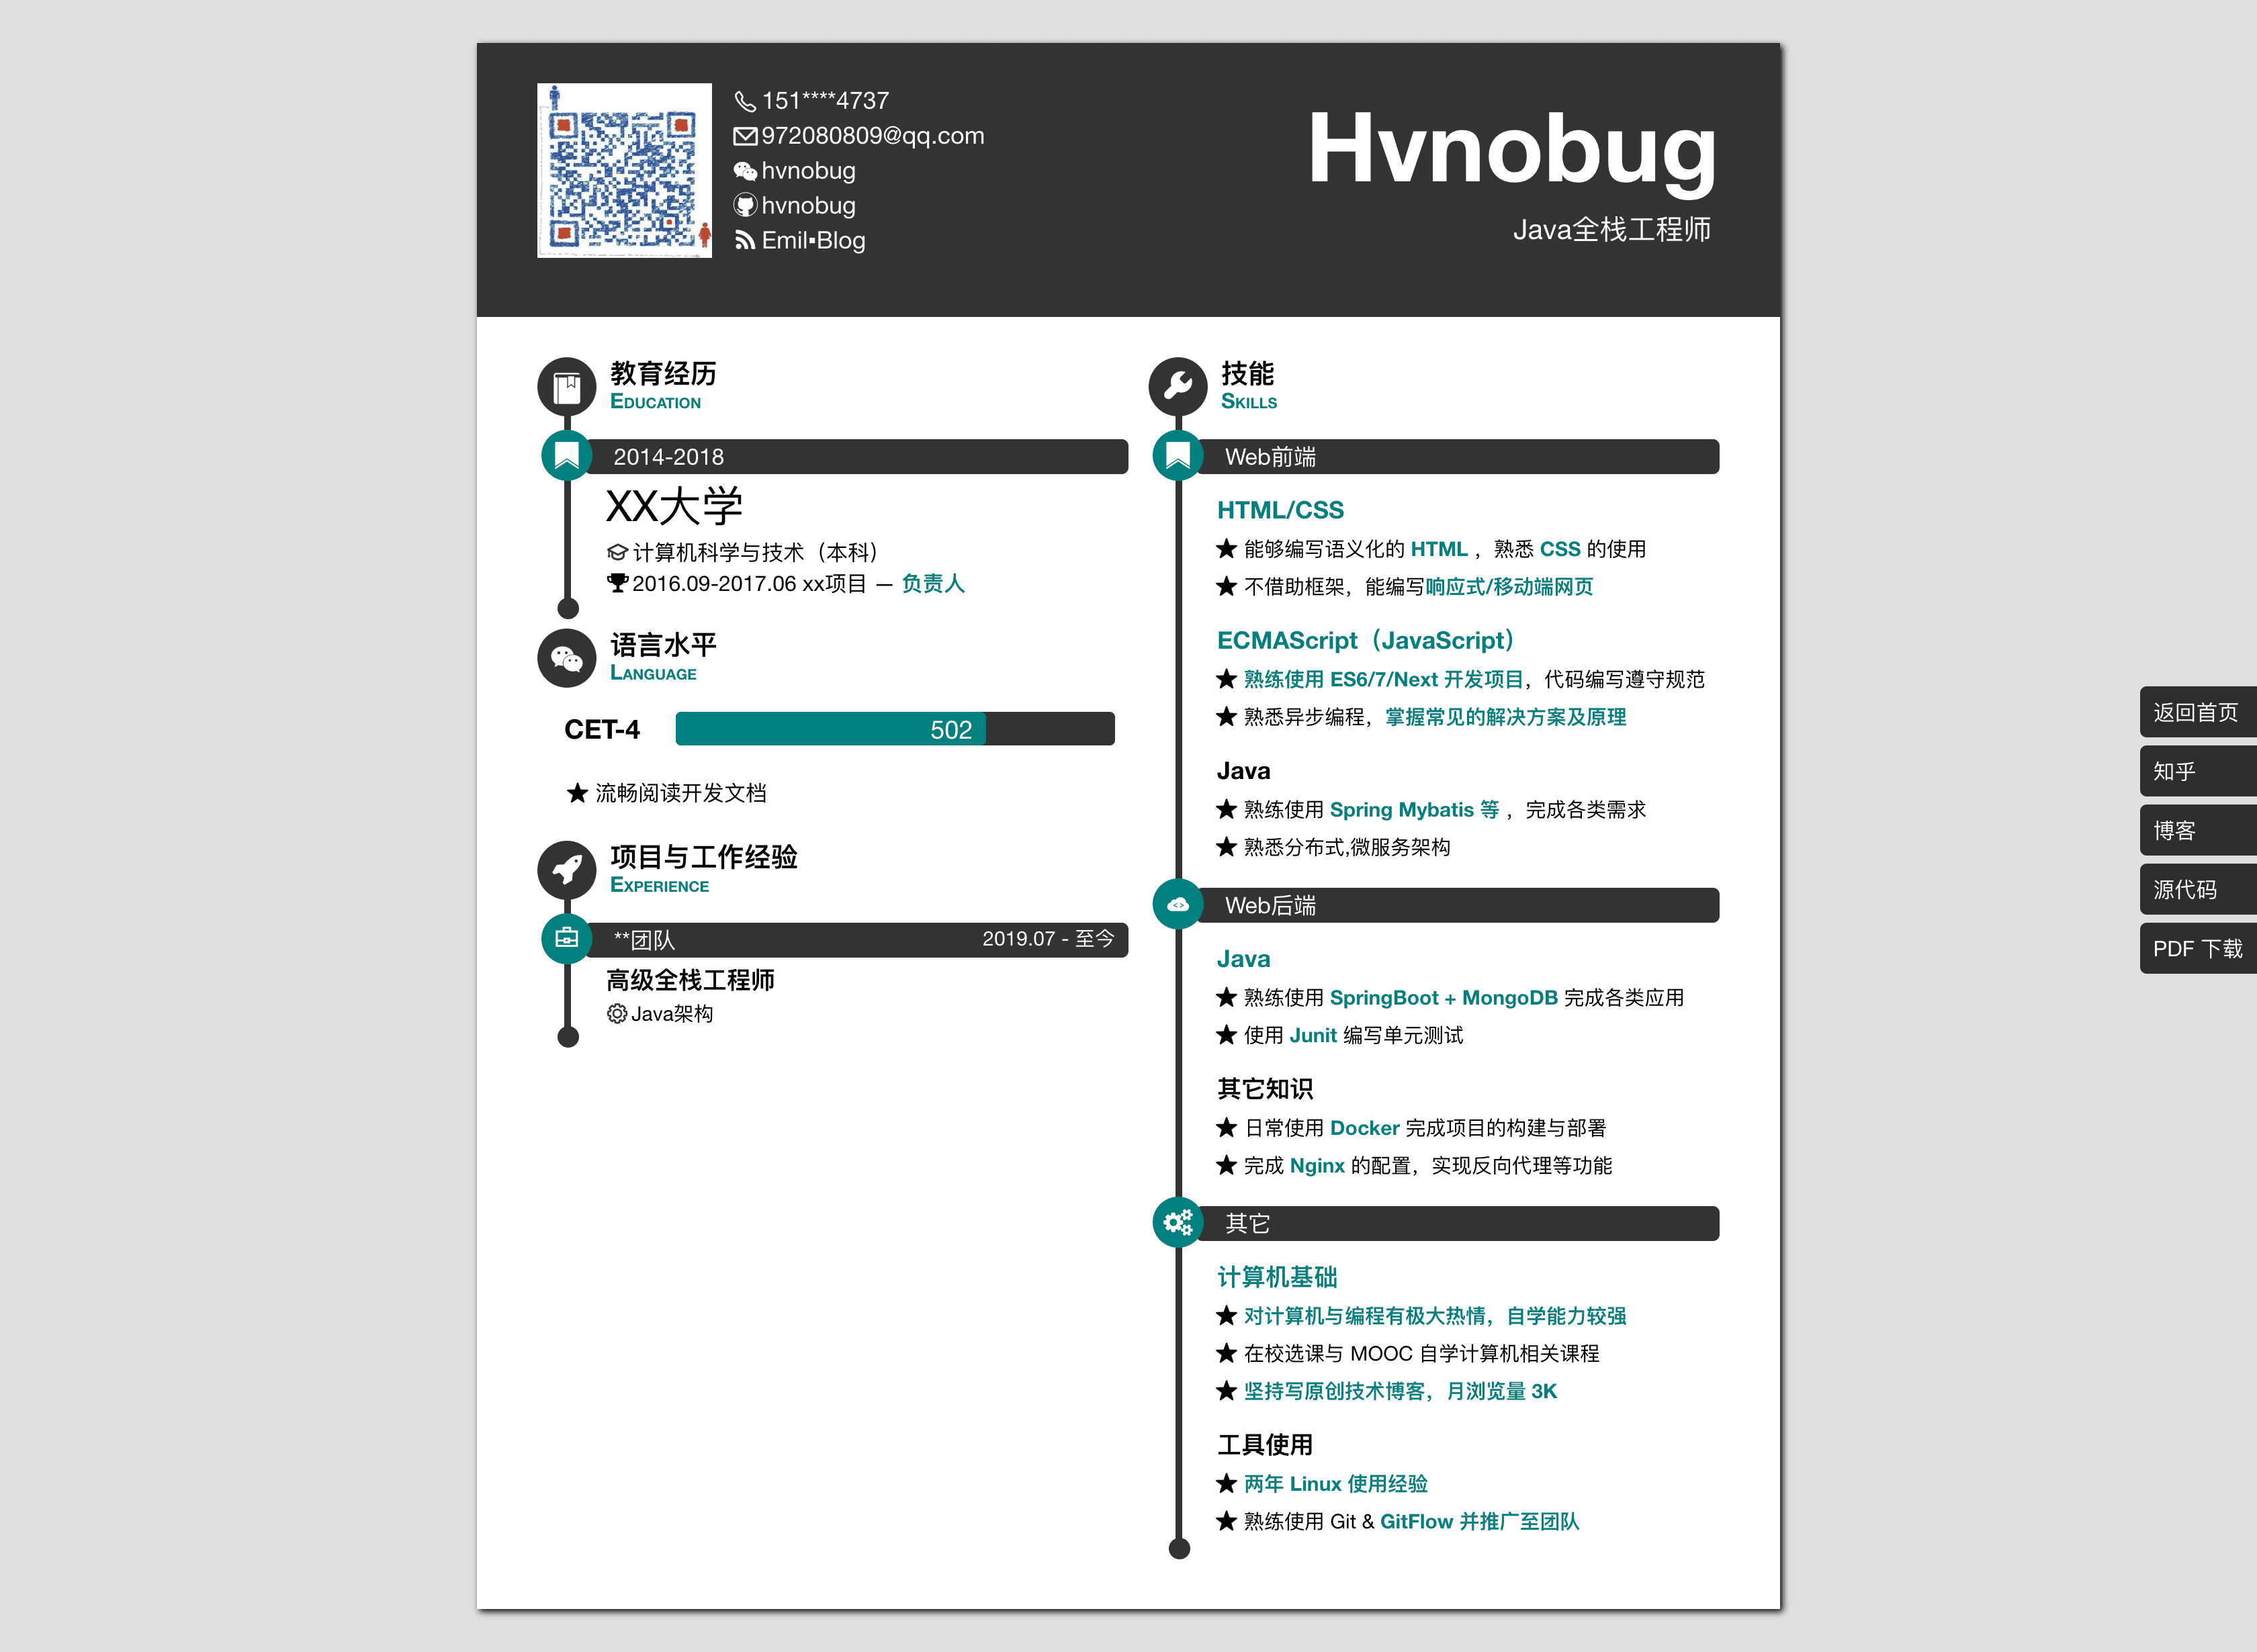 151****4737
972080809@qq.com
hvnobug
hvnobug
Emil▪Blog
Hvnobug
Java全栈工程师
教育经历
EDUCATION
2014-2018
XX大学
计算机科学与技术（本科）
2016.09-2017.06 xx项目 — 负责人
语言水平
LANGUAGE
CET-4 502
流畅阅读开发文档
项目与工作经验
EXPERIENCE
**团队 2019.07 - 至今
高级全栈工程师
Java架构
技能
SKILLS
Web前端
HTML/CSS
★ 能够编写语义化的 HTML ，熟悉 CSS 的使用
★ 不借助框架，能编写响应式/移动端网页
ECMAScript（JavaScript）
★ 熟练使用 ES6/7/Next 开发项目，代码编写遵守规范
★ 熟悉异步编程，掌握常见的解决方案及原理
Java
★ 熟练使用 Spring Mybatis 等 ，完成各类需求
★ 熟悉分布式,微服务架构
Web后端
Java
★ 熟练使用 SpringBoot + MongoDB 完成各类应用
★ 使用 Junit 编写单元测试
其它知识
★ 日常使用 Docker 完成项目的构建与部署
★ 完成 Nginx 的配置，实现反向代理等功能
其它
计算机基础
★ 对计算机与编程有极大热情，自学能力较强
★ 在校选课与 MOOC 自学计算机相关课程
★ 坚持写原创技术博客，月浏览量 3K
工具使用
★ 两年 Linux 使用经验
★ 熟练使用 Git & GitFlow 并推广至团队
返回首页
知乎
博客
源代码
PDF 下载